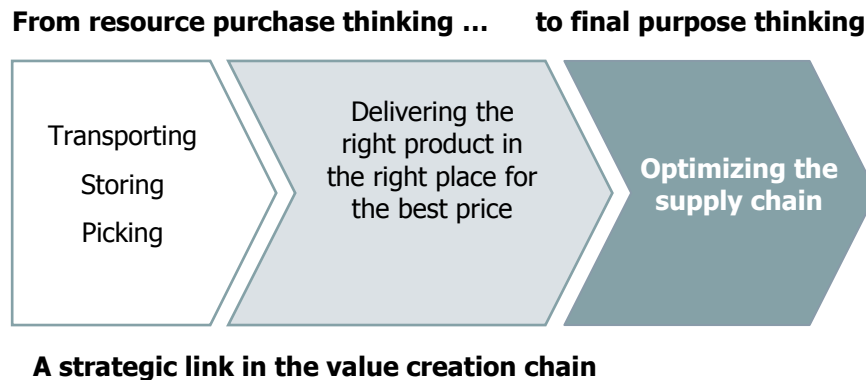 From resource purchase thinking … to final purpose thinking
Transporting
Storing
Picking
Delivering the
right product in
the right place for
the best price
Optimizing the
supply chain
A strategic link in the value creation chain